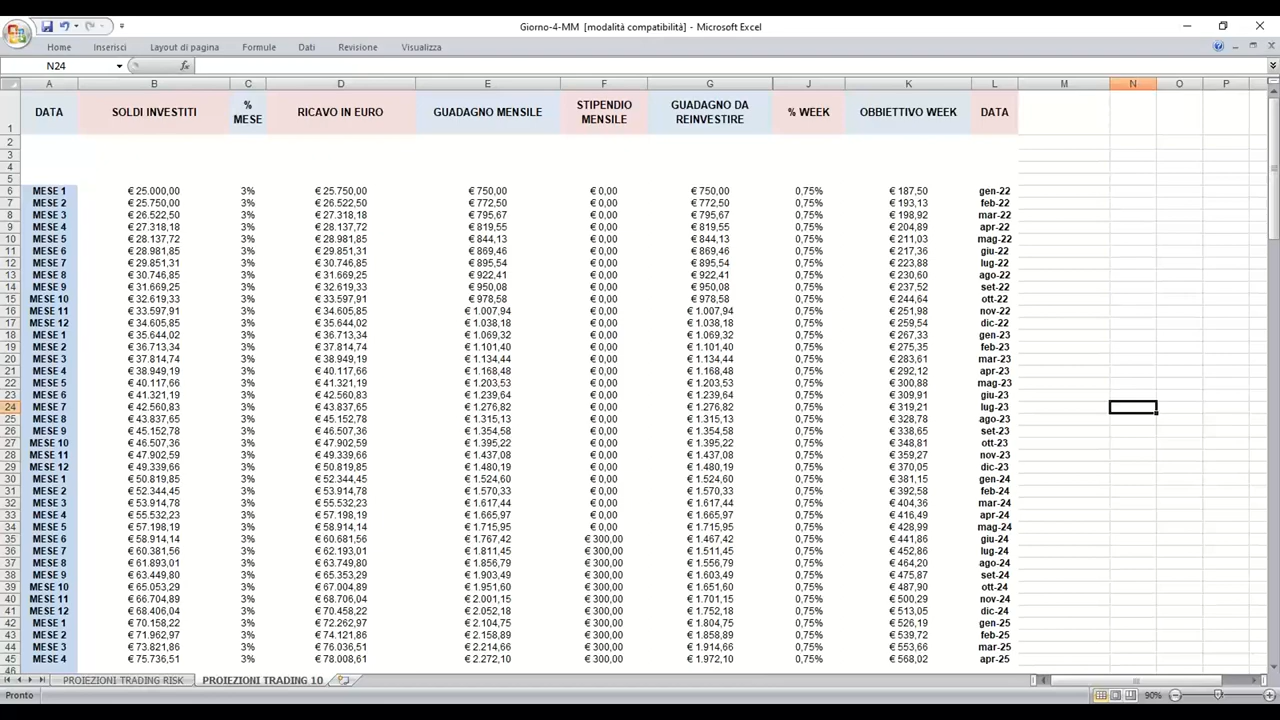 Giorno-4-MM [modalità compatibilità] - Microsoft Excel
Home Inserisci Layout di pagina Formule Dati Revisione Visualizza
N24 fx
A B C D E F G J K L M N O P
1 DATA SOLDI INVESTITI % MESE RICAVO IN EURO GUADAGNO MENSILE STIPENDIO MENSILE GUADAGNO DA REINVESTIRE % WEEK OBBIETTIVO WEEK DATA
2
3
4
5
6 MESE 1 € 25.000,00 3% € 25.750,00 € 750,00 € 0,00 € 750,00 0,75% € 187,50 gen-22
7 MESE 2 € 25.750,00 3% € 26.522,50 € 772,50 € 0,00 € 772,50 0,75% € 193,13 feb-22
8 MESE 3 € 26.522,50 3% € 27.318,18 € 795,67 € 0,00 € 795,67 0,75% € 198,92 mar-22
9 MESE 4 € 27.318,18 3% € 28.137,72 € 819,55 € 0,00 € 819,55 0,75% € 204,89 apr-22
10 MESE 5 € 28.137,72 3% € 28.981,85 € 844,13 € 0,00 € 844,13 0,75% € 211,03 mag-22
11 MESE 6 € 28.981,85 3% € 29.851,31 € 869,46 € 0,00 € 869,46 0,75% € 217,36 giu-22
12 MESE 7 € 29.851,31 3% € 30.746,85 € 895,54 € 0,00 € 895,54 0,75% € 223,88 lug-22
13 MESE 8 € 30.746,85 3% € 31.669,25 € 922,41 € 0,00 € 922,41 0,75% € 230,60 ago-22
14 MESE 9 € 31.669,25 3% € 32.619,33 € 950,08 € 0,00 € 950,08 0,75% € 237,52 set-22
15 MESE 10 € 32.619,33 3% € 33.597,91 € 978,58 € 0,00 € 978,58 0,75% € 244,64 ott-22
16 MESE 11 € 33.597,91 3% € 34.605,85 € 1.007,94 € 0,00 € 1.007,94 0,75% € 251,98 nov-22
17 MESE 12 € 34.605,85 3% € 35.644,02 € 1.038,18 € 0,00 € 1.038,18 0,75% € 259,54 dic-22
18 MESE 1 € 35.644,02 3% € 36.713,34 € 1.069,32 € 0,00 € 1.069,32 0,75% € 267,33 gen-23
19 MESE 2 € 36.713,34 3% € 37.814,74 € 1.101,40 € 0,00 € 1.101,40 0,75% € 275,35 feb-23
20 MESE 3 € 37.814,74 3% € 38.949,19 € 1.134,44 € 0,00 € 1.134,44 0,75% € 283,61 mar-23
21 MESE 4 € 38.949,19 3% € 40.117,66 € 1.168,48 € 0,00 € 1.168,48 0,75% € 292,12 apr-23
22 MESE 5 € 40.117,66 3% € 41.321,19 € 1.203,53 € 0,00 € 1.203,53 0,75% € 300,88 mag-23
23 MESE 6 € 41.321,19 3% € 42.560,83 € 1.239,64 € 0,00 € 1.239,64 0,75% € 309,91 giu-23
24 MESE 7 € 42.560,83 3% € 43.837,65 € 1.276,82 € 0,00 € 1.276,82 0,75% € 319,21 lug-23
25 MESE 8 € 43.837,65 3% € 45.152,78 € 1.315,13 € 0,00 € 1.315,13 0,75% € 328,78 ago-23
26 MESE 9 € 45.152,78 3% € 46.507,36 € 1.354,58 € 0,00 € 1.354,58 0,75% € 338,65 set-23
27 MESE 10 € 46.507,36 3% € 47.902,59 € 1.395,22 € 0,00 € 1.395,22 0,75% € 348,81 ott-23
28 MESE 11 € 47.902,59 3% € 49.339,66 € 1.437,08 € 0,00 € 1.437,08 0,75% € 359,27 nov-23
29 MESE 12 € 49.339,66 3% € 50.819,85 € 1.480,19 € 0,00 € 1.480,19 0,75% € 370,05 dic-23
30 MESE 1 € 50.819,85 3% € 52.344,45 € 1.524,60 € 0,00 € 1.524,60 0,75% € 381,15 gen-24
31 MESE 2 € 52.344,45 3% € 53.914,78 € 1.570,33 € 0,00 € 1.570,33 0,75% € 392,58 feb-24
32 MESE 3 € 53.914,78 3% € 55.532,23 € 1.617,44 € 0,00 € 1.617,44 0,75% € 404,36 mar-24
33 MESE 4 € 55.532,23 3% € 57.198,19 € 1.665,97 € 0,00 € 1.665,97 0,75% € 416,49 apr-24
34 MESE 5 € 57.198,19 3% € 58.914,14 € 1.715,95 € 0,00 € 1.715,95 0,75% € 428,99 mag-24
35 MESE 6 € 58.914,14 3% € 60.681,56 € 1.767,42 € 300,00 € 1.467,42 0,75% € 441,86 giu-24
36 MESE 7 € 60.381,56 3% € 62.193,01 € 1.811,45 € 300,00 € 1.511,45 0,75% € 452,86 lug-24
37 MESE 8 € 61.893,01 3% € 63.749,80 € 1.856,79 € 300,00 € 1.556,79 0,75% € 464,20 ago-24
38 MESE 9 € 63.449,80 3% € 65.353,29 € 1.903,49 € 300,00 € 1.603,49 0,75% € 475,87 set-24
39 MESE 10 € 65.053,29 3% € 67.004,89 € 1.951,60 € 300,00 € 1.651,60 0,75% € 487,90 ott-24
40 MESE 11 € 66.704,89 3% € 68.706,04 € 2.001,15 € 300,00 € 1.701,15 0,75% € 500,29 nov-24
41 MESE 12 € 68.406,04 3% € 70.458,22 € 2.052,18 € 300,00 € 1.752,18 0,75% € 513,05 dic-24
42 MESE 1 € 70.158,22 3% € 72.262,97 € 2.104,75 € 300,00 € 1.804,75 0,75% € 526,19 gen-25
43 MESE 2 € 71.962,97 3% € 74.121,86 € 2.158,89 € 300,00 € 1.858,89 0,75% € 539,72 feb-25
44 MESE 3 € 73.821,86 3% € 76.036,51 € 2.214,66 € 300,00 € 1.914,66 0,75% € 553,66 mar-25
45 MESE 4 € 75.736,51 3% € 78.008,61 € 2.272,10 € 300,00 € 1.972,10 0,75% € 568,02 apr-25
46
PROIEZIONI TRADING RISK PROIEZIONI TRADING 10
Pronto 90%